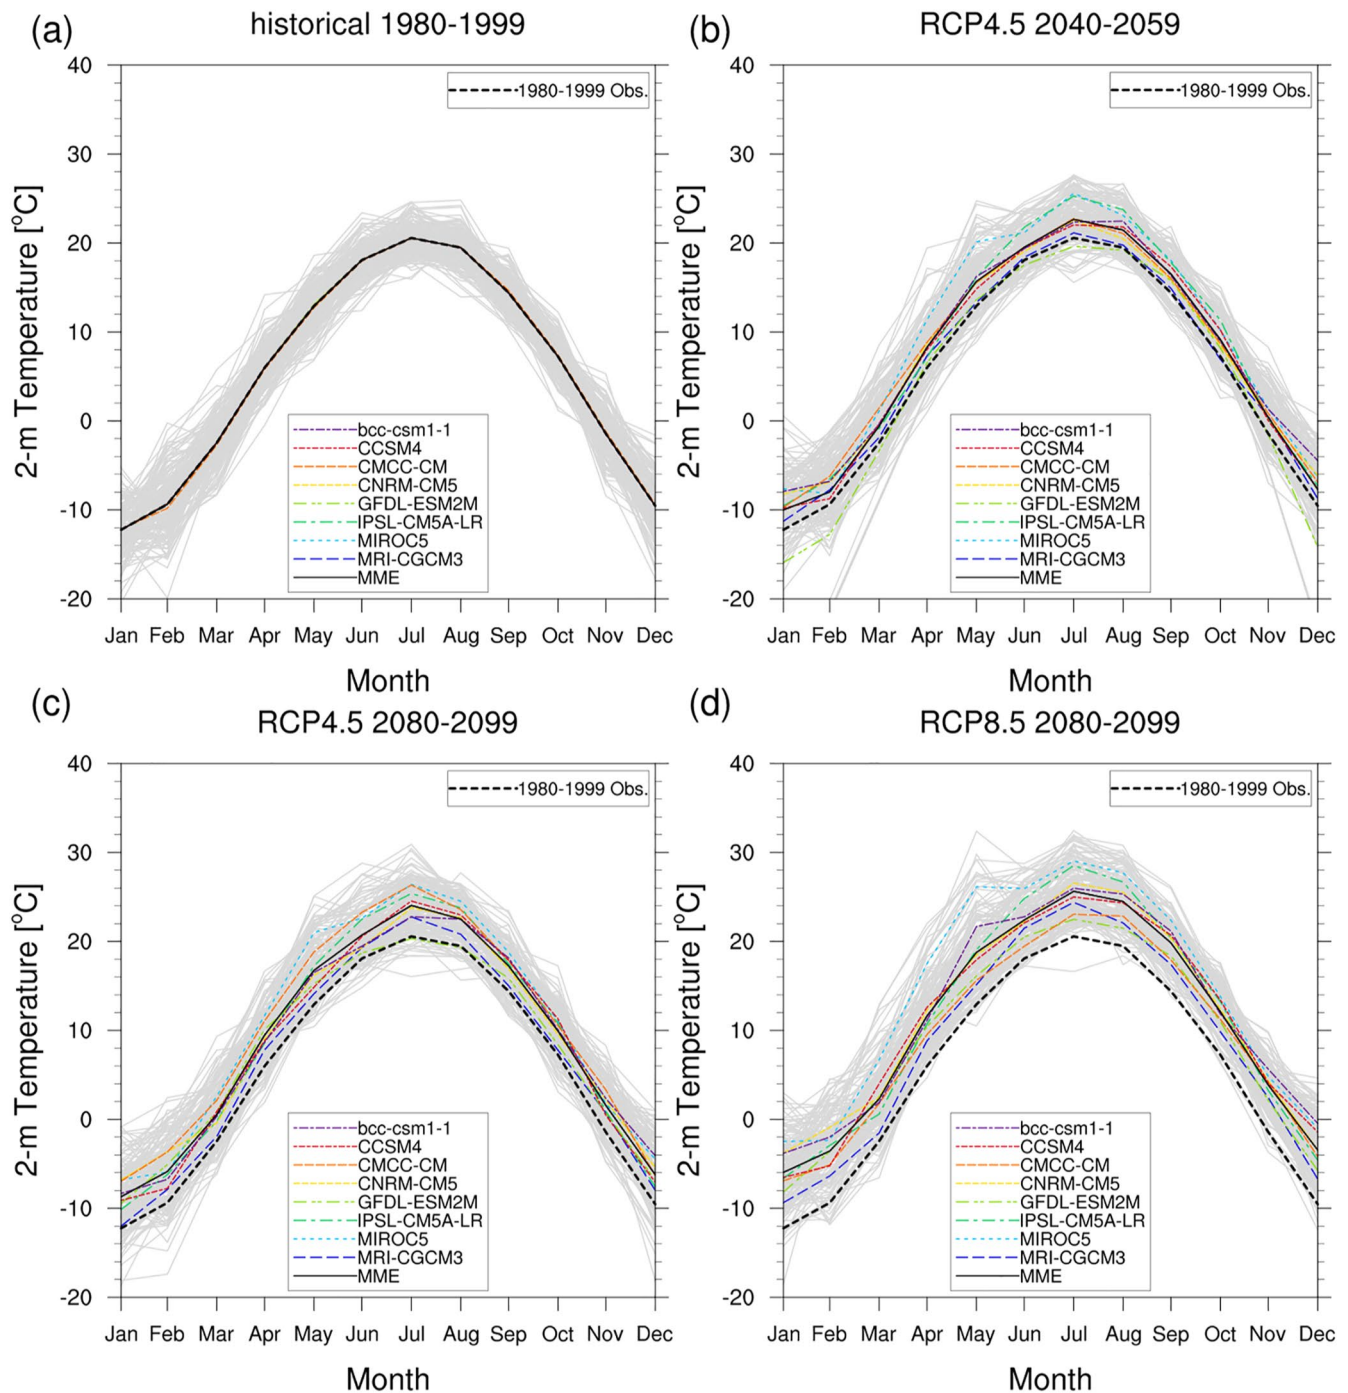 (a)
historical 1980-1999
40
30
20
10
0
-10
-20
2-m Temperature [°C]
1980-1999 Obs.
bcc-csm1-1
CCSM4
CMCC-CM
CNRM-CM5
GFDL-ESM2M
IPSL-CM5A-LR
MIROC5
MRI-CGCM3
MME
Jan Feb Mar Apr May Jun Jul Aug Sep Oct Nov Dec
Month
(b)
RCP4.5 2040-2059
40
30
20
10
0
-10
-20
2-m Temperature [°C]
1980-1999 Obs.
bcc-csm1-1
CCSM4
CMCC-CM
CNRM-CM5
GFDL-ESM2M
IPSL-CM5A-LR
MIROC5
MRI-CGCM3
MME
Jan Feb Mar Apr May Jun Jul Aug Sep Oct Nov Dec
Month
(c)
RCP4.5 2080-2099
40
30
20
10
0
-10
-20
2-m Temperature [°C]
1980-1999 Obs.
bcc-csm1-1
CCSM4
CMCC-CM
CNRM-CM5
GFDL-ESM2M
IPSL-CM5A-LR
MIROC5
MRI-CGCM3
MME
Jan Feb Mar Apr May Jun Jul Aug Sep Oct Nov Dec
Month
(d)
RCP8.5 2080-2099
40
30
20
10
0
-10
-20
2-m Temperature [°C]
1980-1999 Obs.
bcc-csm1-1
CCSM4
CMCC-CM
CNRM-CM5
GFDL-ESM2M
IPSL-CM5A-LR
MIROC5
MRI-CGCM3
MME
Jan Feb Mar Apr May Jun Jul Aug Sep Oct Nov Dec
Month